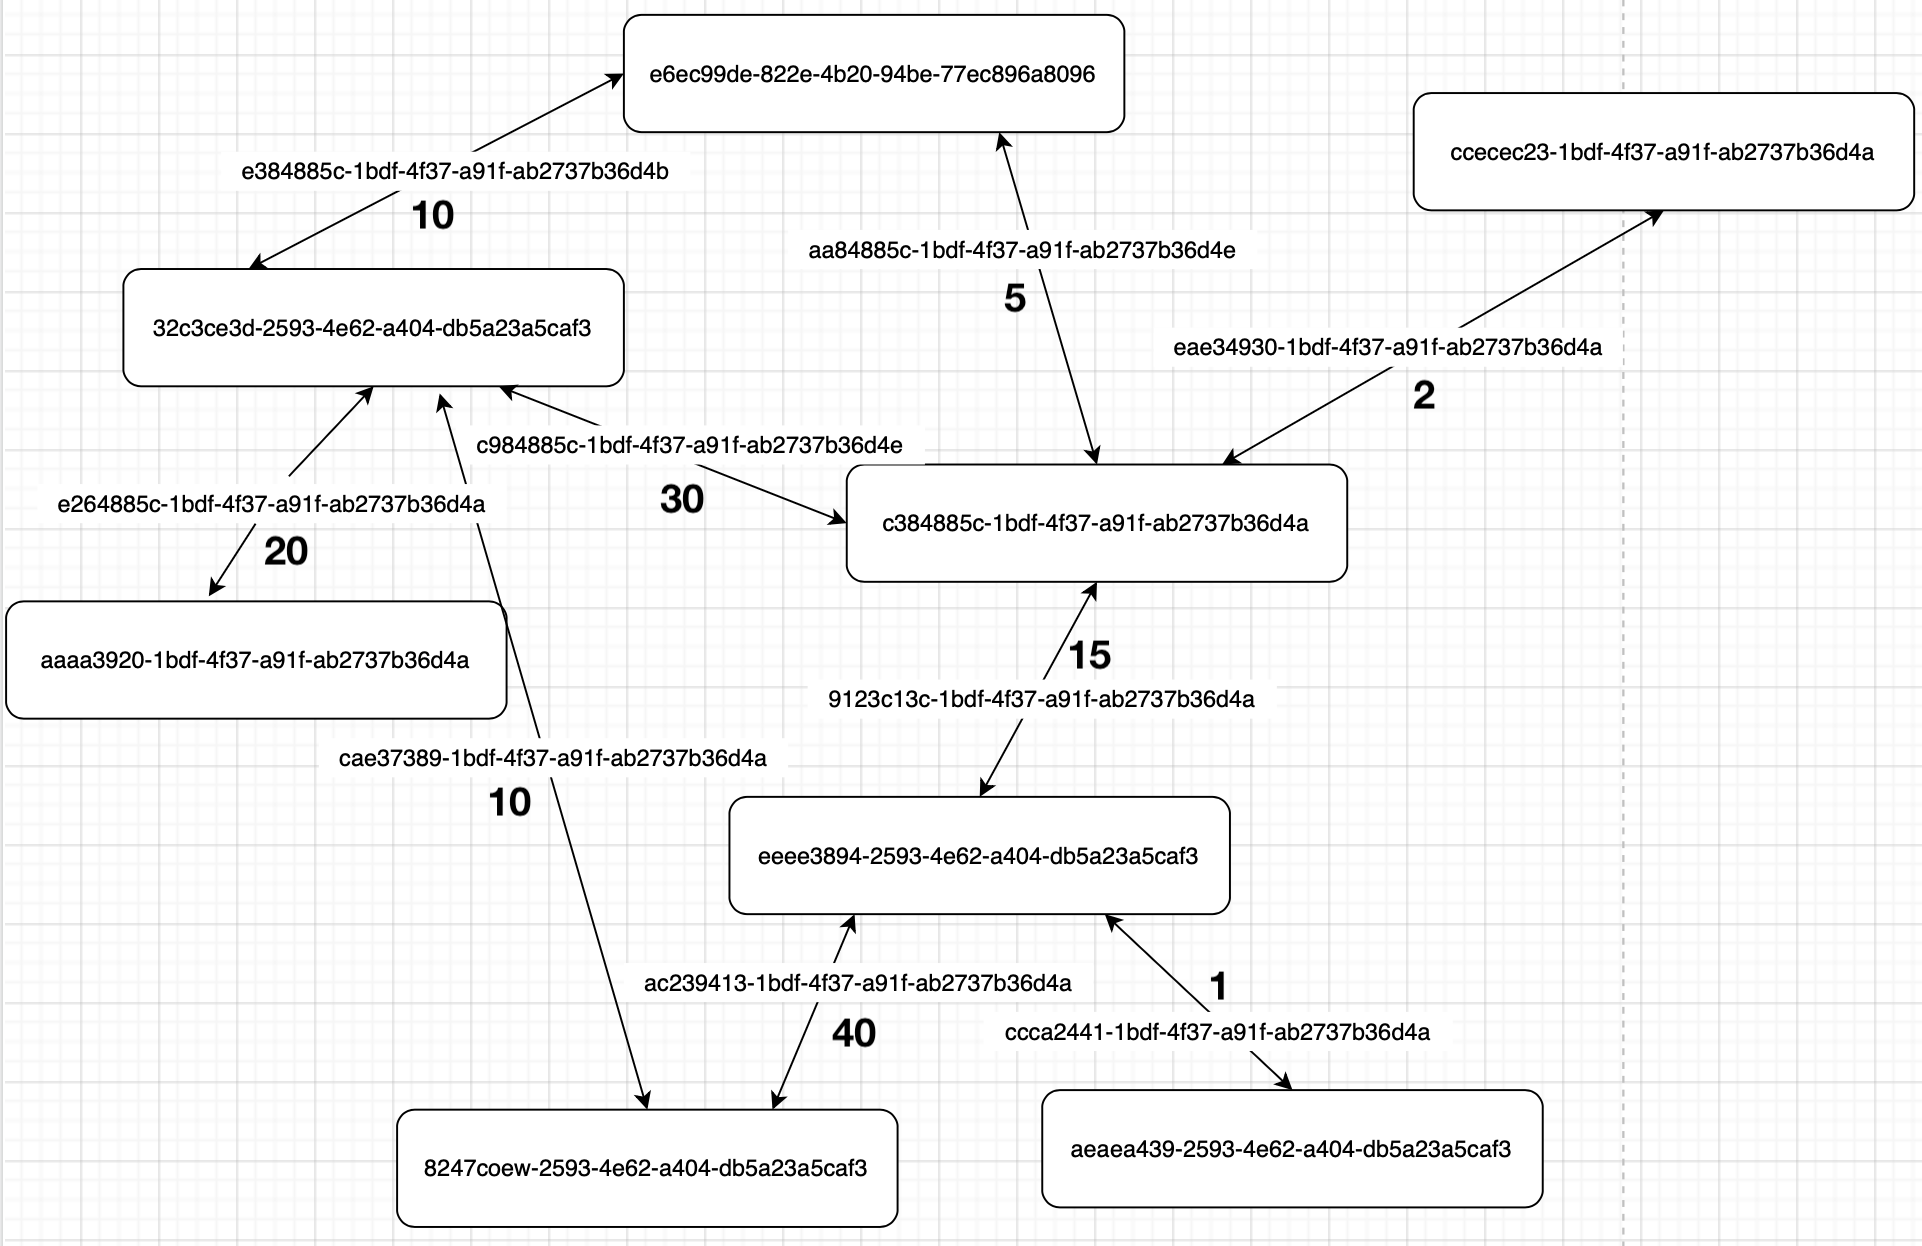 e6ec99de-822e-4b20-94be-77ec896a8096
ccecec23-1bdf-4f37-a91f-ab2737b36d4a
e384885c-1bdf-4f37-a91f-ab2737b36d4b
10
aa84885c-1bdf-4f37-a91f-ab2737b36d4e
5
32c3ce3d-2593-4e62-a404-db5a23a5caf3
eae34930-1bdf-4f37-a91f-ab2737b36d4a
2
c984885c-1bdf-4f37-a91f-ab2737b36d4e
30
e264885c-1bdf-4f37-a91f-ab2737b36d4a
20
c384885c-1bdf-4f37-a91f-ab2737b36d4a
aaaa3920-1bdf-4f37-a91f-ab2737b36d4a
15
9123c13c-1bdf-4f37-a91f-ab2737b36d4a
cae37389-1bdf-4f37-a91f-ab2737b36d4a
10
eeee3894-2593-4e62-a404-db5a23a5caf3
ac239413-1bdf-4f37-a91f-ab2737b36d4a
40
1
ccca2441-1bdf-4f37-a91f-ab2737b36d4a
8247coew-2593-4e62-a404-db5a23a5caf3
aeaea439-2593-4e62-a404-db5a23a5caf3